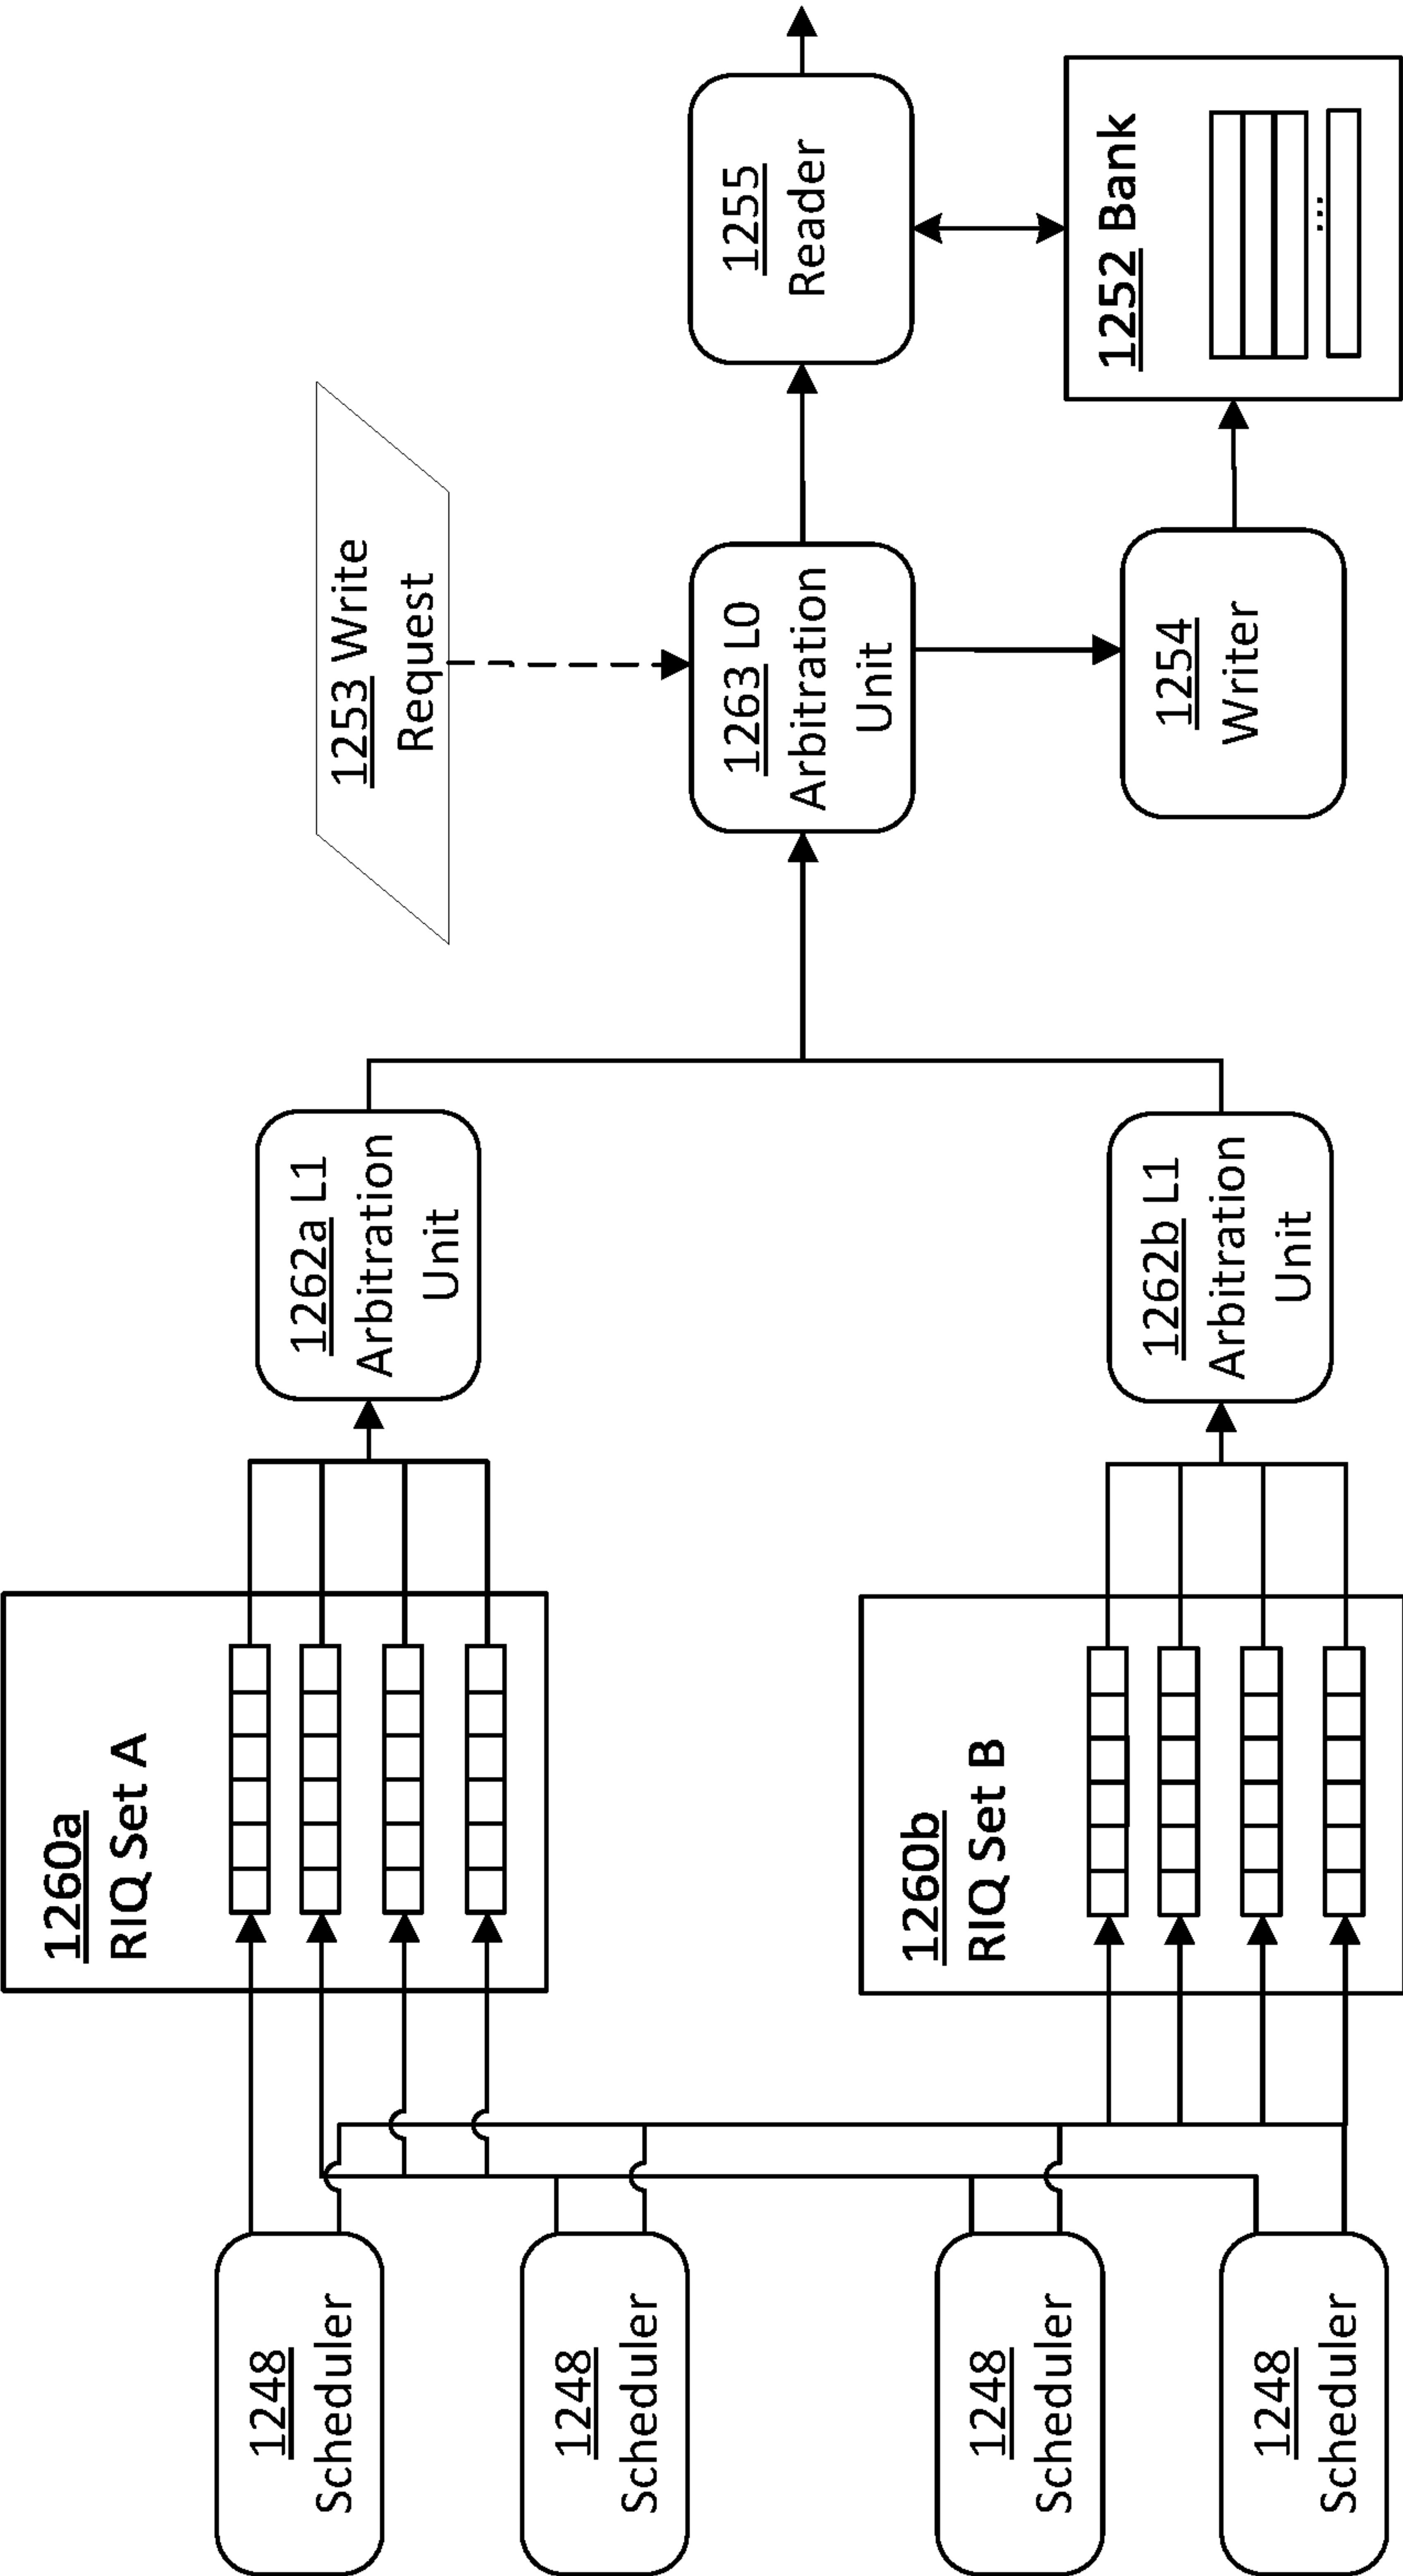 1248
Scheduler
1248
Scheduler
1248
Scheduler
1248
Scheduler
1260a
RIQ Set A
1260b
RIQ Set B
1262a L1
Arbitration
Unit
1262b L1
Arbitration
Unit
1253 Write
Request
1263 L0
Arbitration
Unit
1254
Writer
1255
Reader
1252 Bank
...